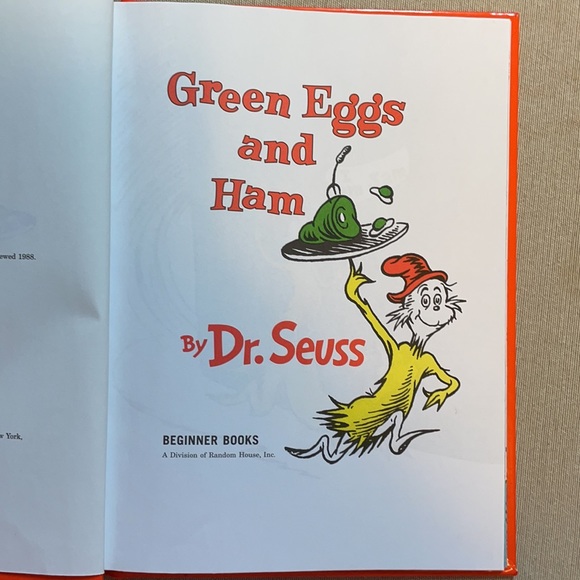 ewed 1988.
York,
Green Eggs
and
Ham
By Dr. Seuss
BEGINNER BOOKS
A Division of Random House, Inc.